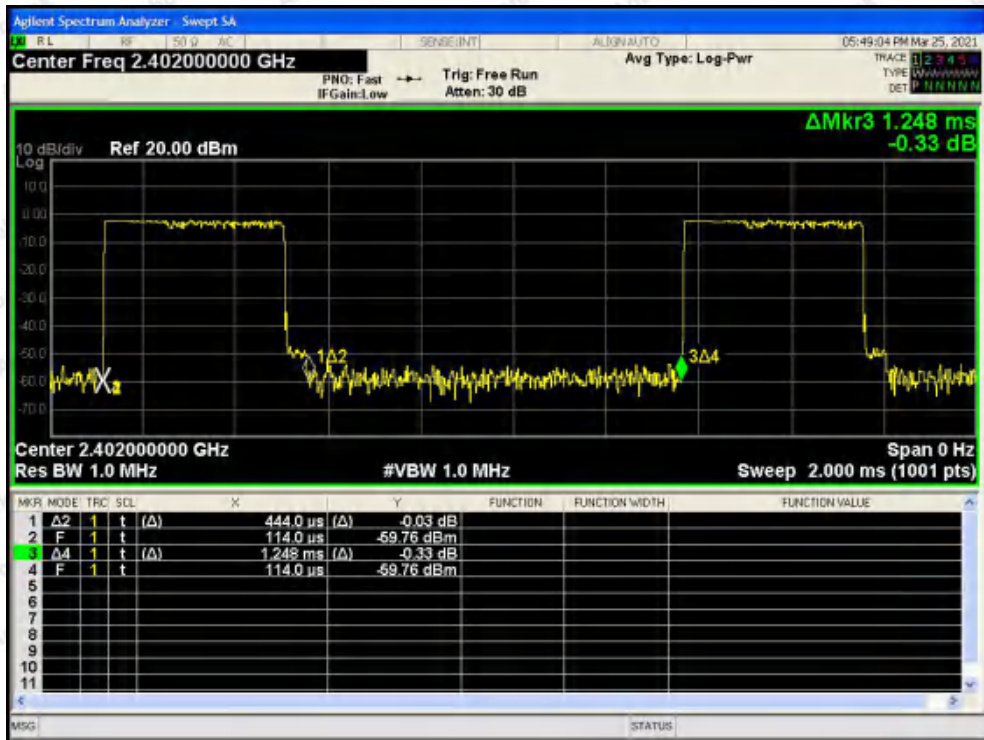 Agilent Spectrum Analyzer - Swept SA
RL RF 50 Ω AC SENSE:INT ALIGN AUTO 05:49:04 PM Mar 25, 2021
Center Freq 2.402000000 GHz
PNO: Fast
IFGain:Low
Trig: Free Run
Atten: 30 dB
Avg Type: Log-Pwr
TRACE 1 2 3 4 5 6
TYPE
DET P N N N N N
ΔMkr3 1.248 ms
-0.33 dB
10 dB/div Ref 20.00 dBm
Log
10.0
0.00
-10.0
-20.0
-30.0
-40.0
-50.0
-60.0
-70.0
1Δ2
3Δ4
Center 2.402000000 GHz Span 0 Hz
Res BW 1.0 MHz #VBW 1.0 MHz Sweep 2.000 ms (1001 pts)
MKR MODE TRC SCL X Y FUNCTION FUNCTION WIDTH FUNCTION VALUE
1 Δ2 1 t (Δ) 444.0 µs (Δ) -0.03 dB
2 F 1 t 114.0 µs -59.76 dBm
3 Δ4 1 t (Δ) 1.248 ms (Δ) -0.33 dB
4 F 1 t 114.0 µs -59.76 dBm
5
6
7
8
9
10
11
MSG STATUS